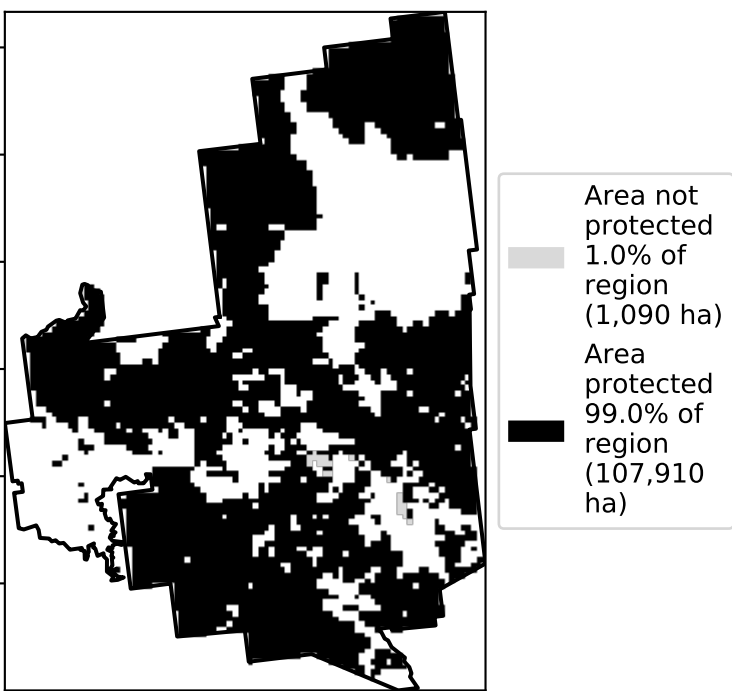 Area not
protected
1.0% of
region
(1,090 ha)
Area
protected
99.0% of
region
(107,910
ha)